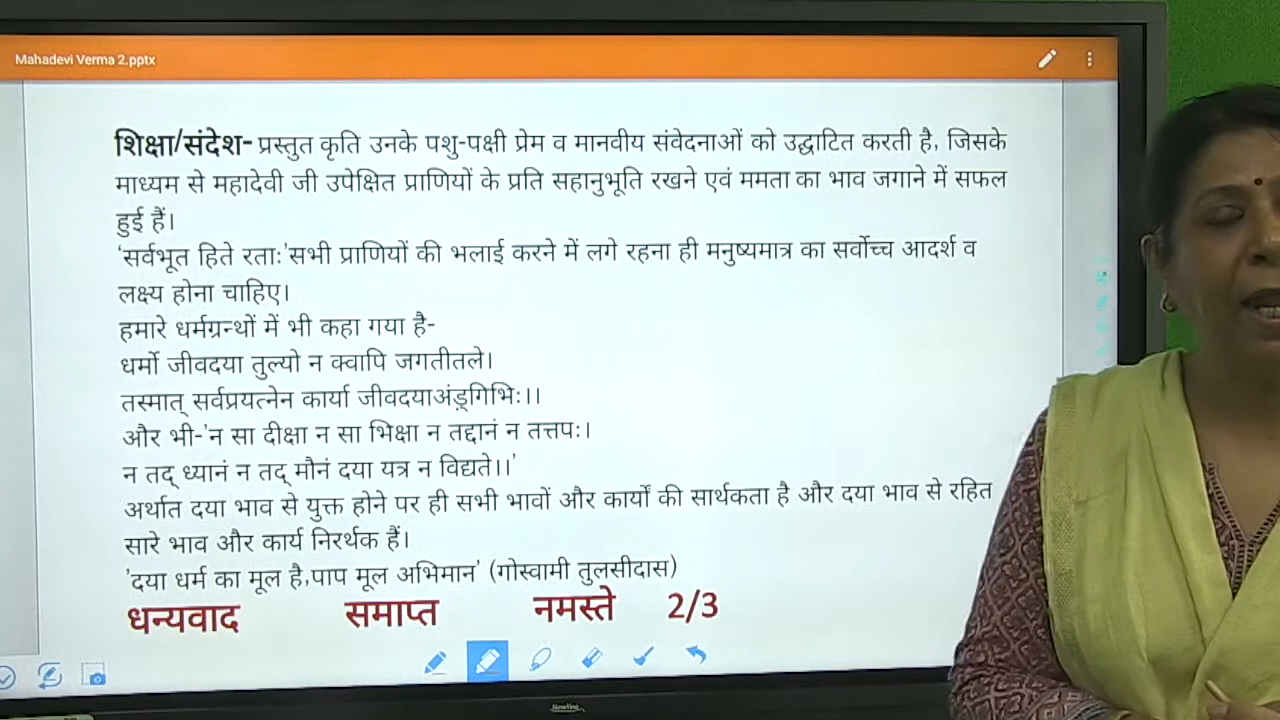 Mahadevi Verma 2.pptx
शिक्षा/संदेश- प्रस्तुत कृति उनके पशु-पक्षी प्रेम व मानवीय संवेदनाओं को उद्घाटित करती है, जिसके
माध्यम से महादेवी जी उपेक्षित प्राणियों के प्रति सहानुभूति रखने एवं ममता का भाव जगाने में सफल
हुई हैं।
'सर्वभूत हिते रताः'सभी प्राणियों की भलाई करने में लगे रहना ही मनुष्यमात्र का सर्वोच्च आदर्श व
लक्ष्य होना चाहिए।
हमारे धर्मग्रन्थों में भी कहा गया है-
धर्मो जीवदया तुल्यो न क्वापि जगतीतले।
तस्मात् सर्वप्रयत्नेन कार्या जीवदयाअंड़्गिभिः।।
और भी-'न सा दीक्षा न सा भिक्षा न तद्दानं न तत्तपः।
न तद् ध्यानं न तद् मौनं दया यत्र न विद्यते।।'
अर्थात दया भाव से युक्त होने पर ही सभी भावों और कार्यों की सार्थकता है और दया भाव से रहित
सारे भाव और कार्य निरर्थक हैं।
'दया धर्म का मूल है,पाप मूल अभिमान' (गोस्वामी तुलसीदास)
धन्यवाद समाप्त नमस्ते 2/3
Newline